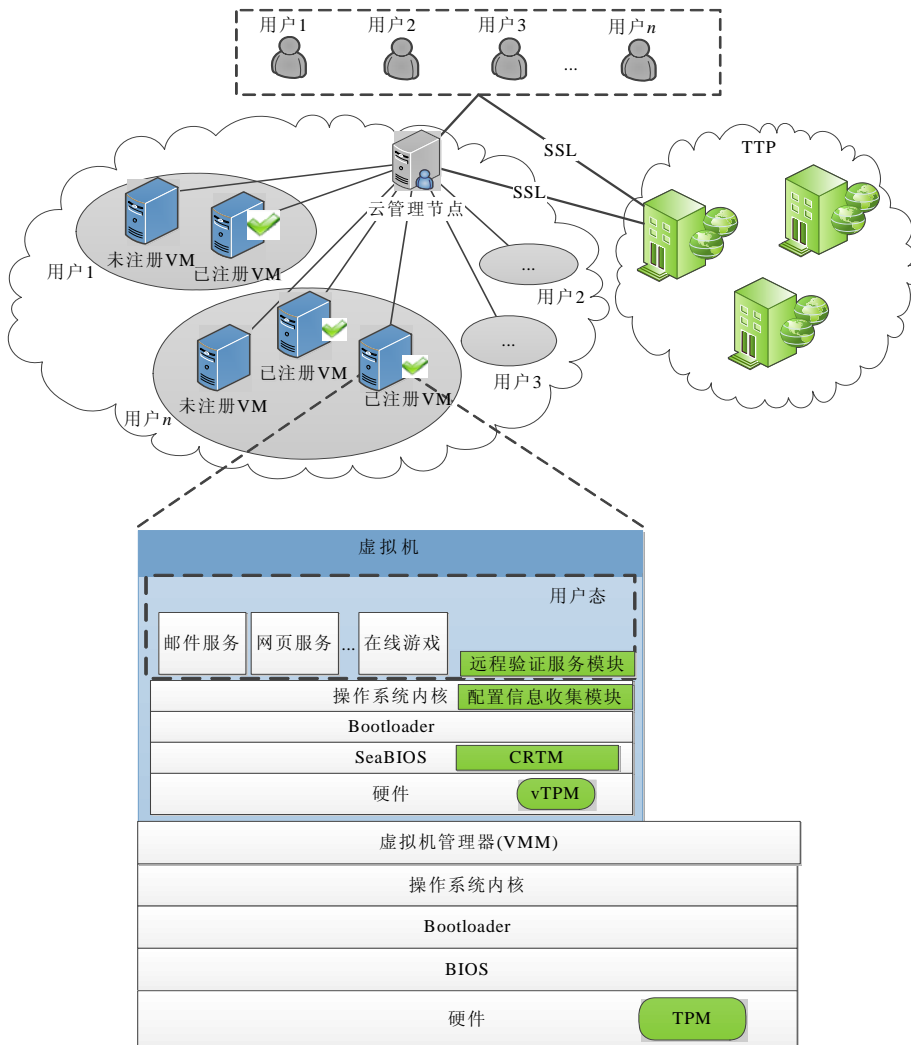 用户1
用户2
用户3
...
用户n
SSL
SSL
TTP
云管理节点
未注册VM
已注册VM
用户1
...
用户2
...
用户3
未注册VM
已注册VM
已注册VM
用户n
虚拟机
用户态
邮件服务
网页服务
...
在线游戏
远程验证服务模块
操作系统内核
配置信息收集模块
Bootloader
SeaBIOS
CRTM
硬件
vTPM
虚拟机管理器(VMM)
操作系统内核
Bootloader
BIOS
硬件
TPM